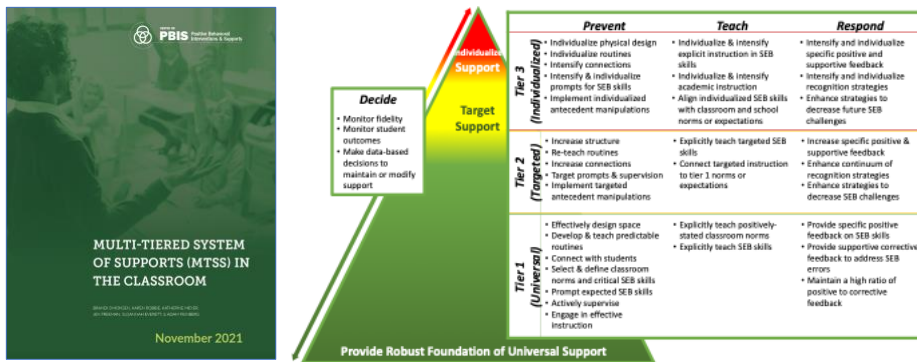 CENTER ON
PBIS Positive Behavioral
Interventions & Supports
MULTI-TIERED SYSTEM
OF SUPPORTS (MTSS) IN
THE CLASSROOM
November 2021
Decide
• Monitor fidelity
• Monitor student
outcomes
• Make data-based
decisions to
maintain or modify
support
Individualize
Support
Target
Support
Provide Robust Foundation of Universal Support
Prevent
Teach
Respond
Tier 3
(Individualized)
• Individualize physical design
• Individualize routines
• Intensify connections
• Intensify & individualize
prompts for SEB skills
• Implement individualized
antecedent manipulations
• Individualize & intensify
explicit instruction in SEB
skills
• Individualize & intensify
academic instruction
• Align individualized SEB skills
with classroom and school
norms or expectations
• Intensify and individualize
specific positive and
supportive feedback
• Intensify and individualize
recognition strategies
• Enhance strategies to
decrease future SEB
challenges
Tier 2
(Targeted)
• Increase structure
• Re-teach routines
• Increase connections
• Target prompts & supervision
• Implement targeted
antecedent manipulations
• Explicitly teach targeted SEB
skills
• Connect targeted instruction
to tier 1 norms or
expectations
• Increase specific positive &
supportive feedback
• Enhance continuum of
recognition strategies
• Enhance strategies to
decrease SEB challenges
Tier 1
(Universal)
• Effectively design space
• Develop & teach predictable
routines
• Connect with students
• Select & define classroom
norms and critical SEB skills
• Prompt expected SEB skills
• Actively supervise
• Engage in effective
instruction
• Explicitly teach positively-
stated classroom norms
• Explicitly teach SEB skills
• Provide specific positive
feedback on SEB skills
• Provide supportive corrective
feedback to address SEB
errors
• Maintain a high ratio of
positive to corrective
feedback